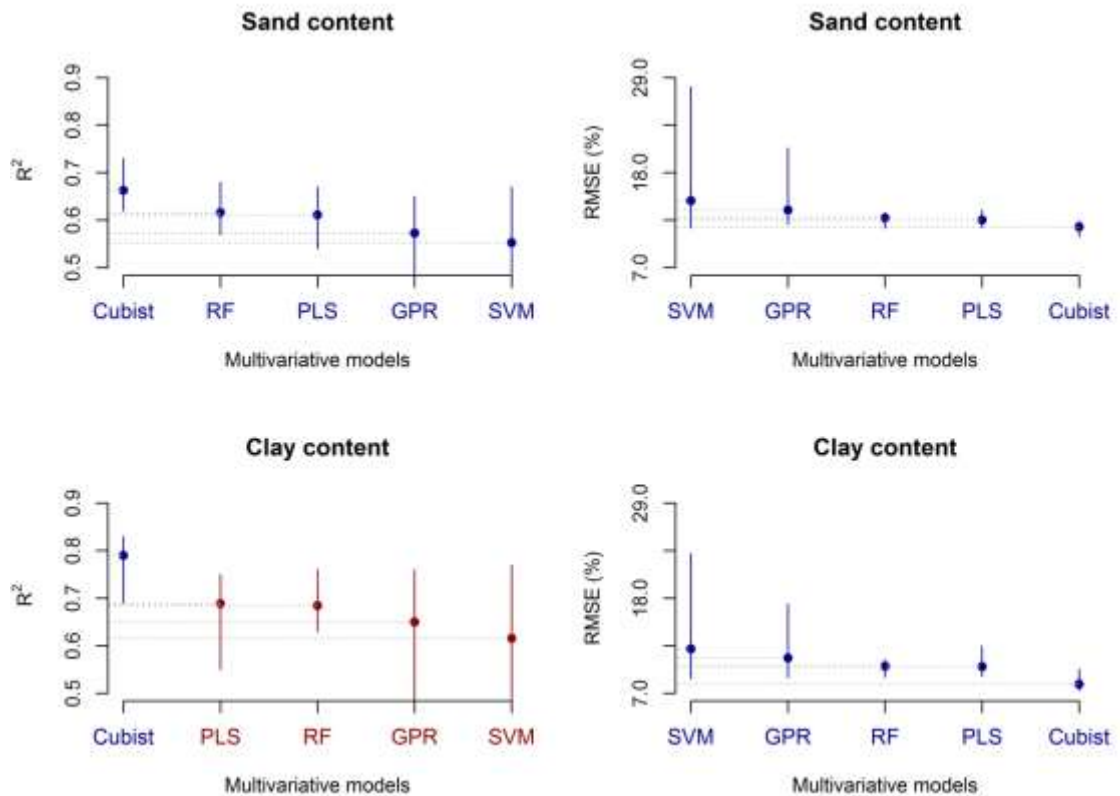 Sand content
R²
0.9
0.8
0.7
0.6
0.5
Cubist RF PLS GPR SVM
Multivariative models
Sand content
RMSE (%)
29.0
18.0
7.0
SVM GPR RF PLS Cubist
Multivariative models
Clay content
R²
0.9
0.8
0.7
0.6
0.5
Cubist PLS RF GPR SVM
Multivariative models
Clay content
RMSE (%)
29.0
18.0
7.0
SVM GPR RF PLS Cubist
Multivariative models